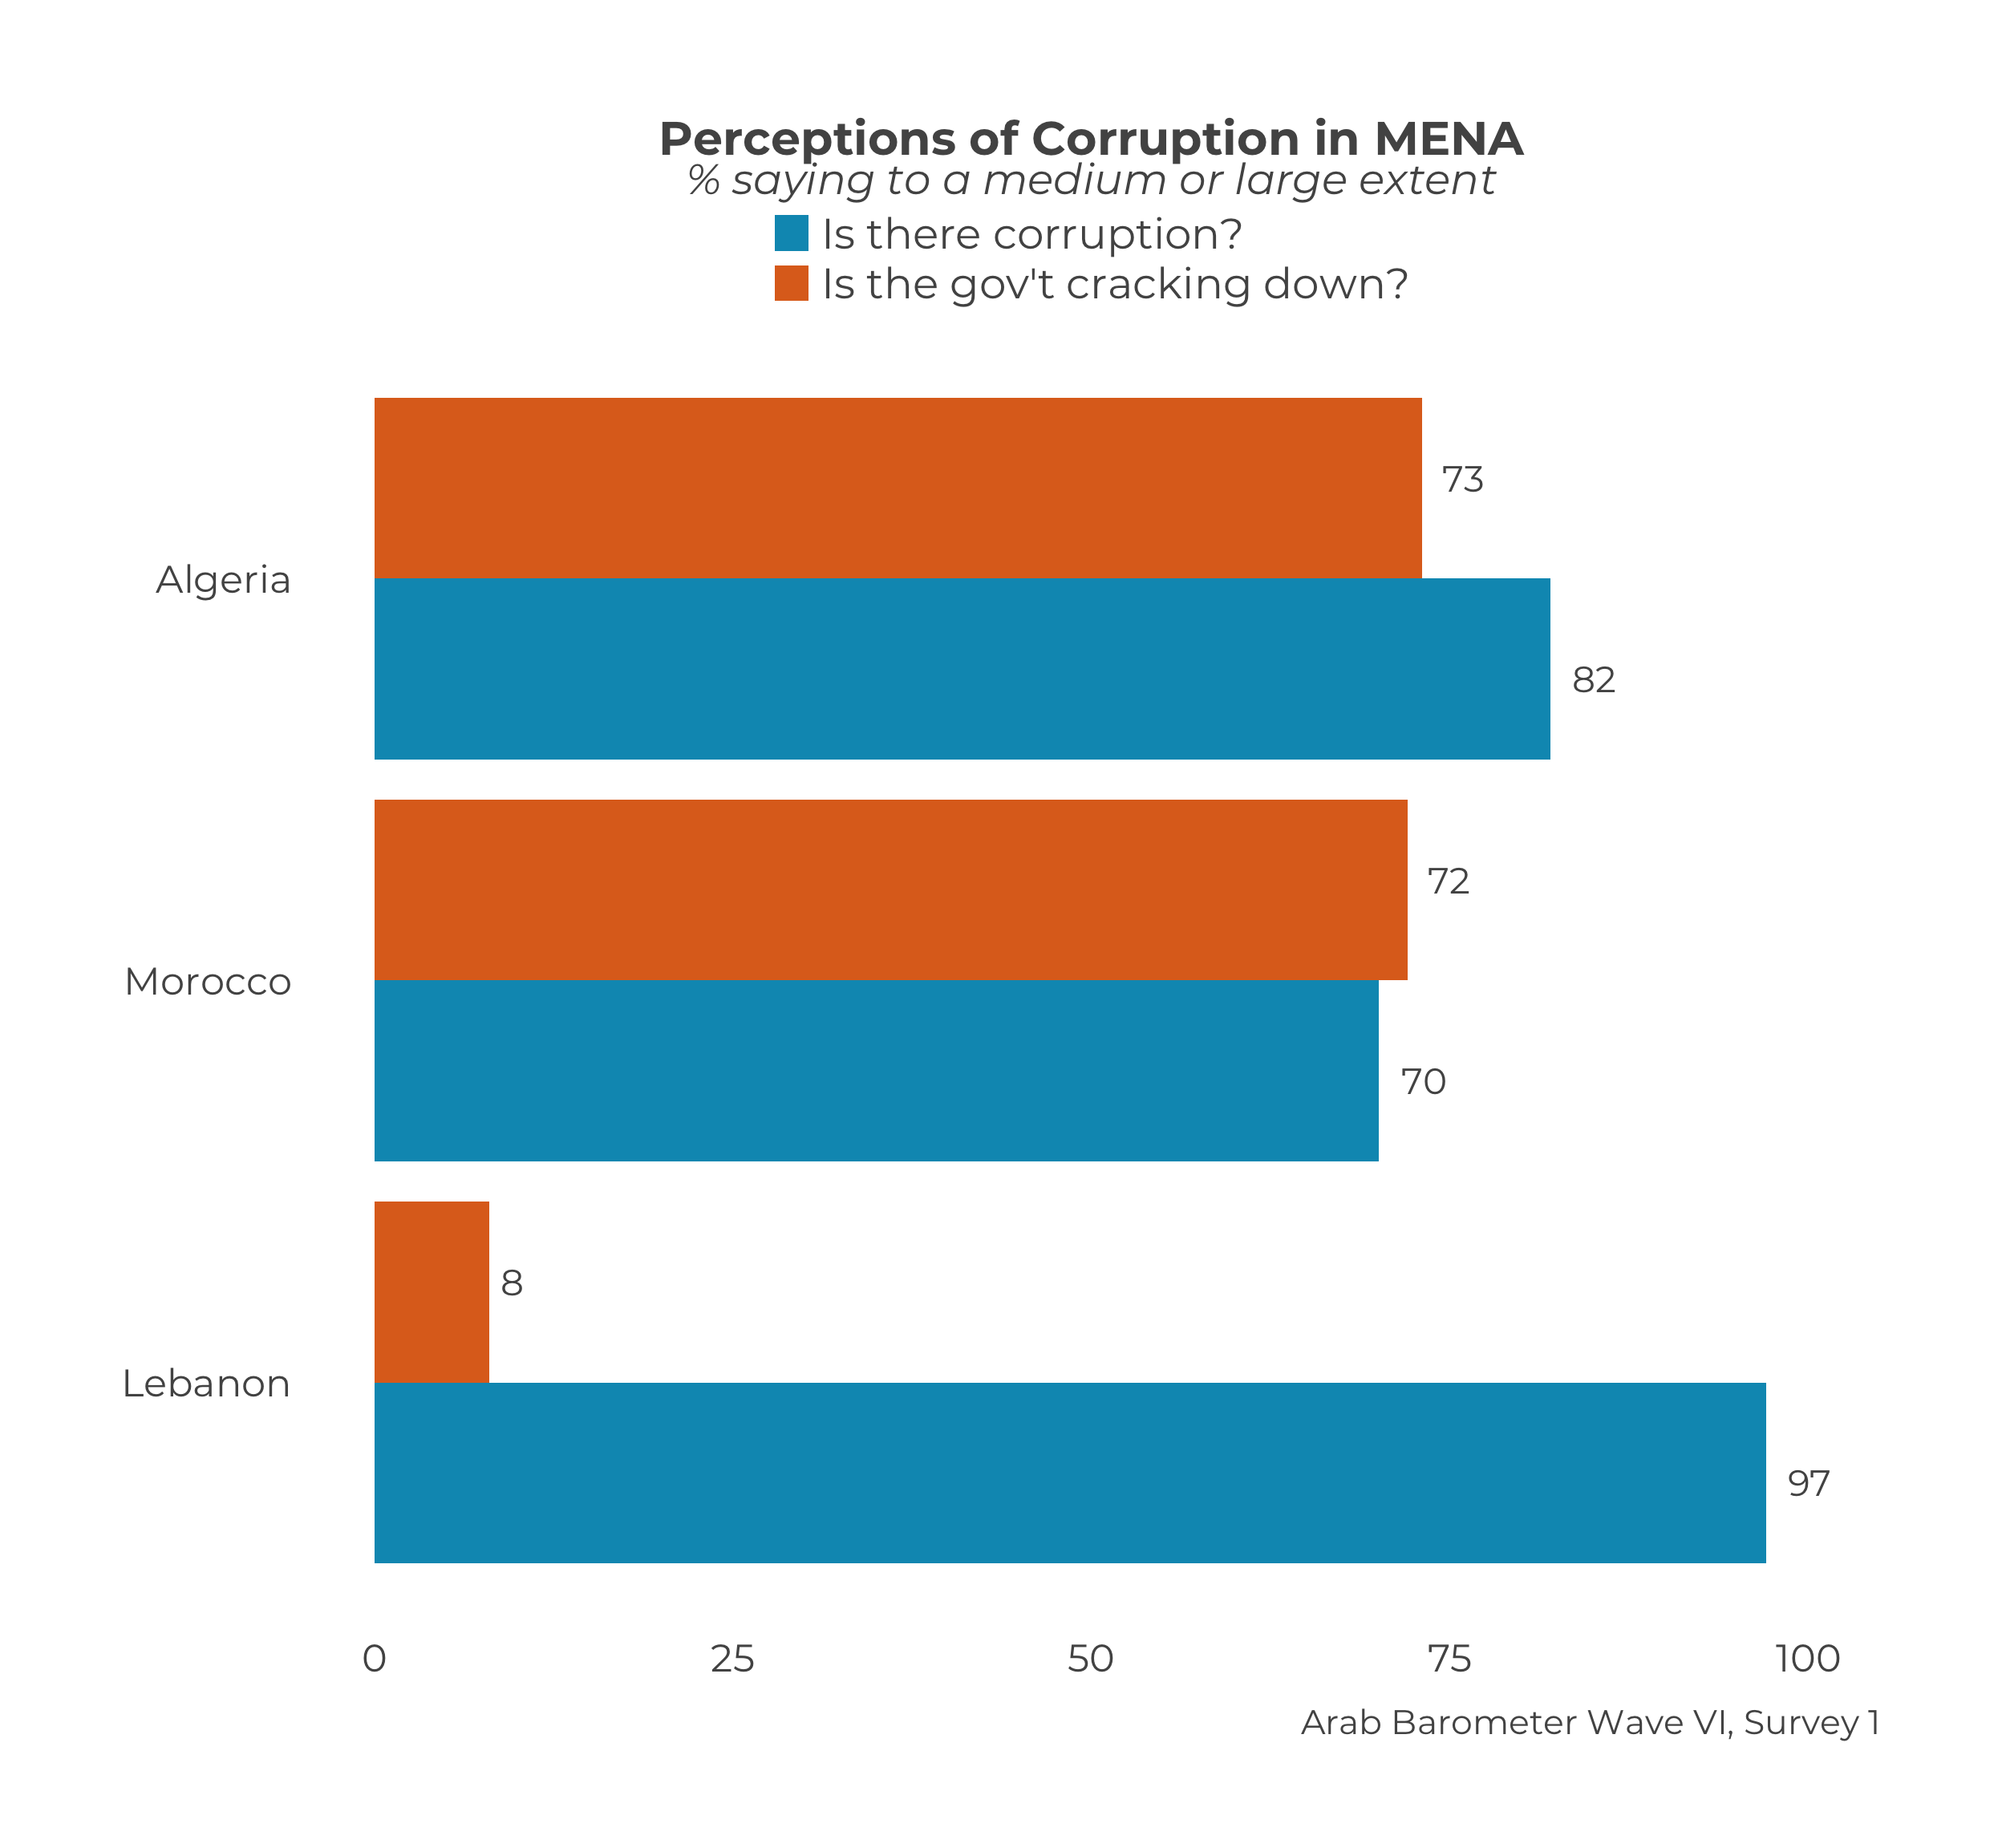 Perceptions of Corruption in MENA
% saying to a medium or large extent
Is there corruption?
Is the gov't cracking down?
73
Algeria
82
72
Morocco
70
8
Lebanon
97
0 25 50 75 100
Arab Barometer Wave VI, Survey 1